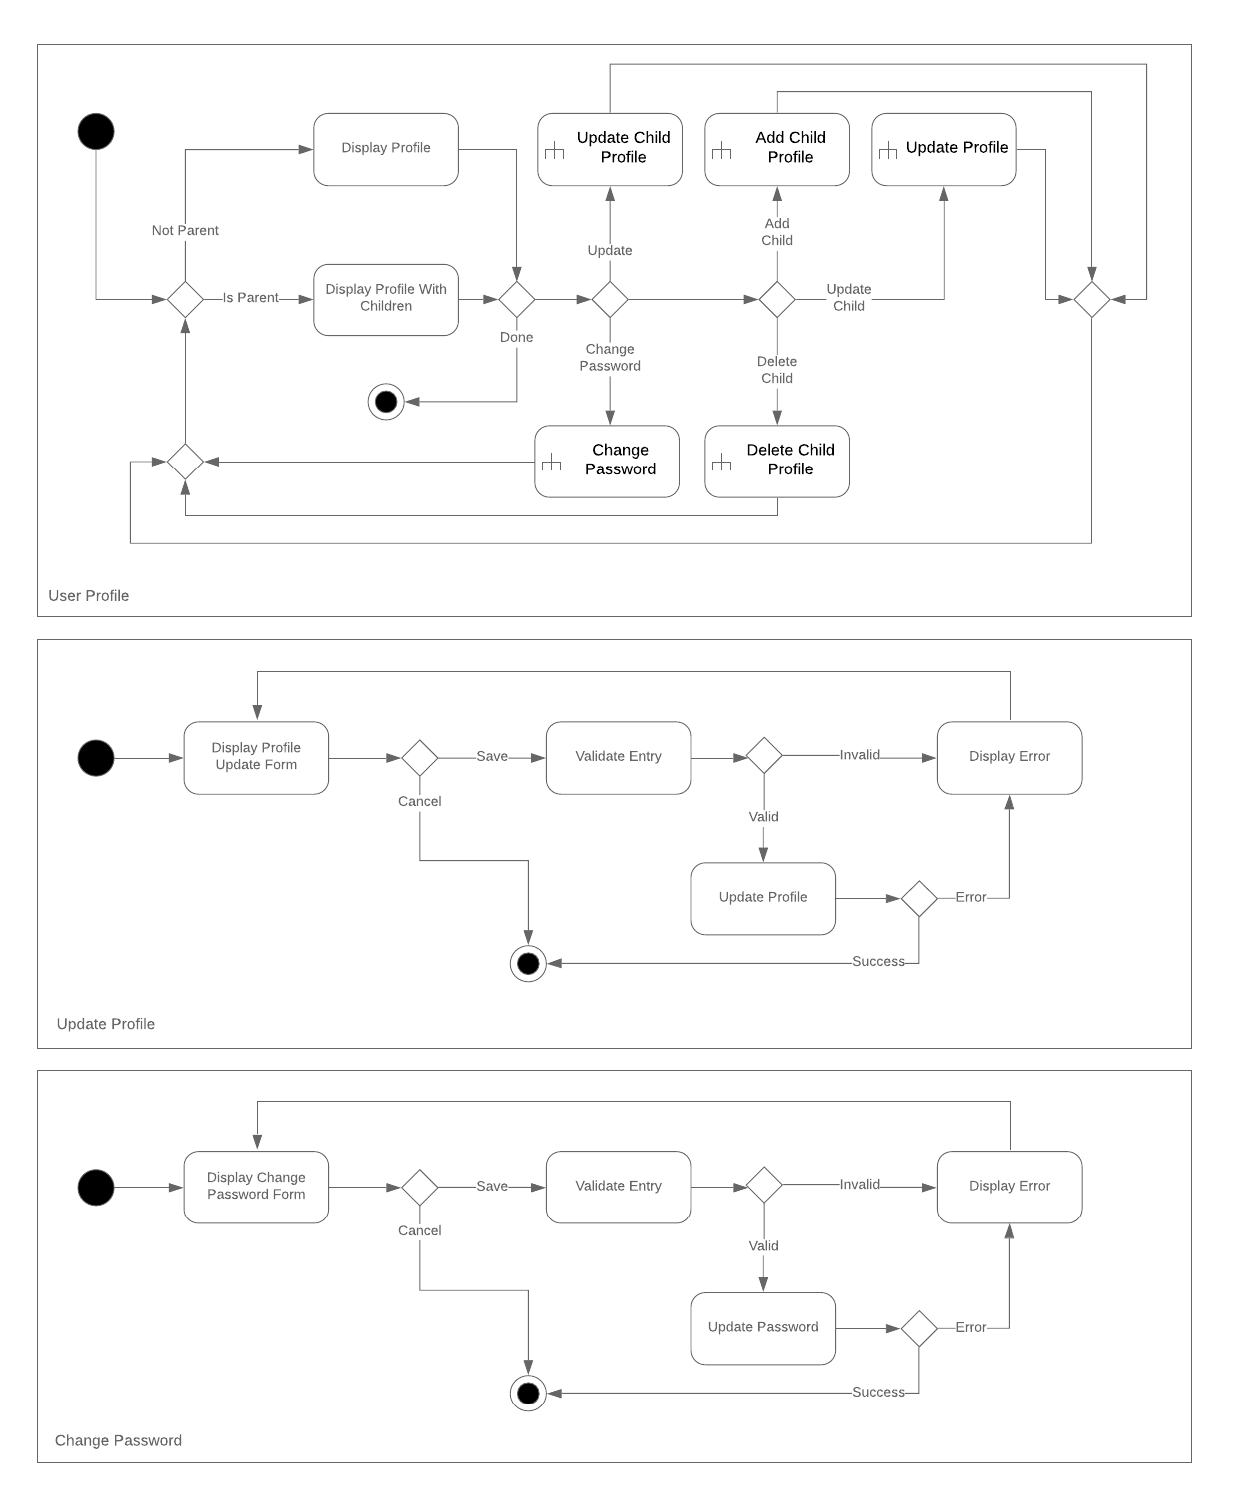 Display Profile
Update Child
Profile
Add Child
Profile
Update Profile
Not Parent
Add
Child
Update
Is Parent
Display Profile With
Children
Update
Child
Done
Change
Password
Delete
Child
Change
Password
Delete Child
Profile
User Profile
Display Profile
Update Form
Save
Validate Entry
Invalid
Display Error
Cancel
Valid
Update Profile
Error
Success
Update Profile
Display Change
Password Form
Save
Validate Entry
Invalid
Display Error
Cancel
Valid
Update Password
Error
Success
Change Password